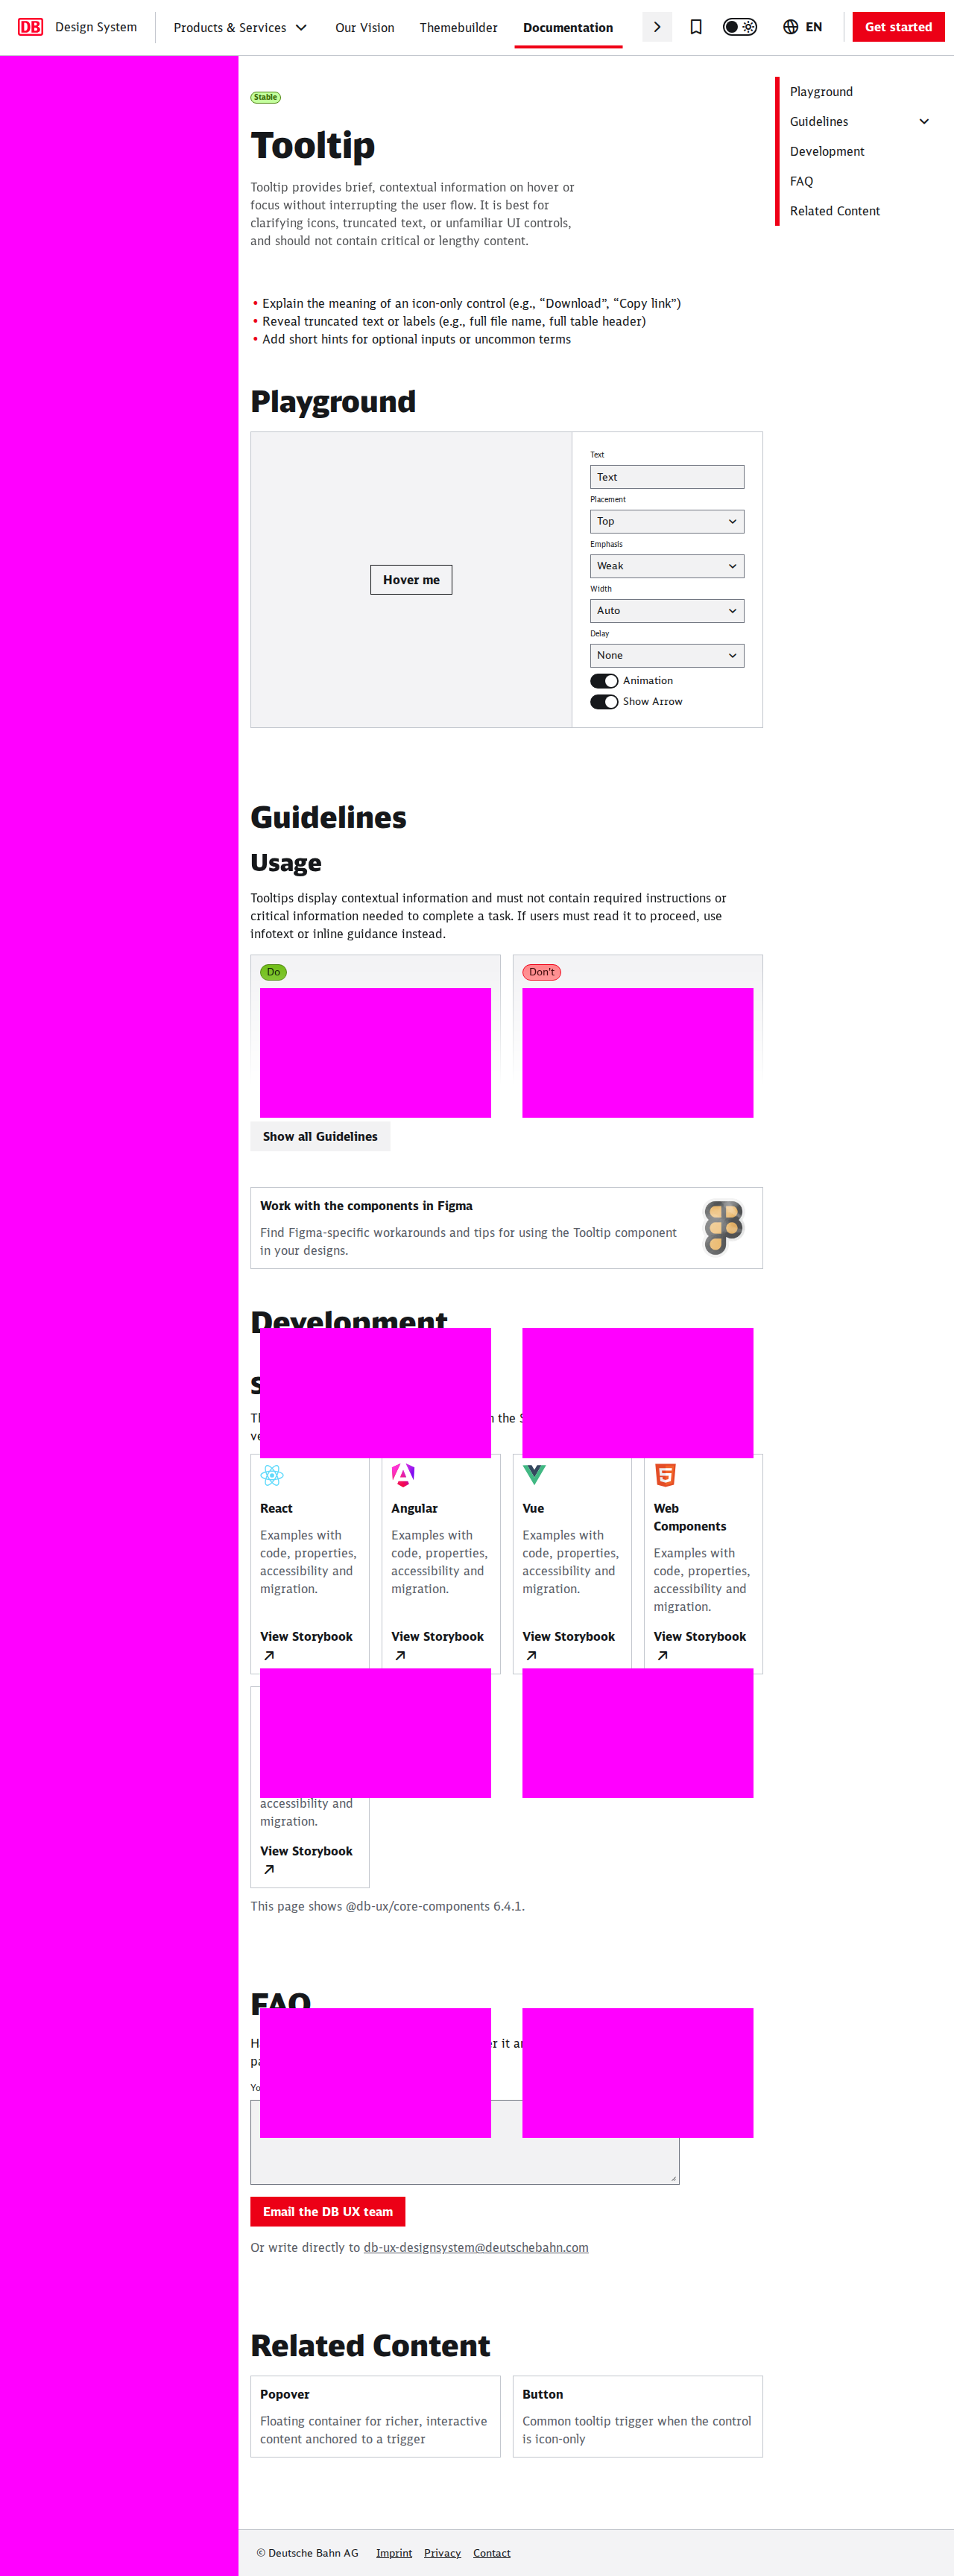 DB Design System Products & Services Our Vision Themebuilder Documentation EN Get started
Playground
Guidelines
Development
FAQ
Related Content
Stable
Tooltip
Tooltip provides brief, contextual information on hover or
focus without interrupting the user flow. It is best for
clarifying icons, truncated text, or unfamiliar UI controls,
and should not contain critical or lengthy content.
• Explain the meaning of an icon-only control (e.g., “Download”, “Copy link”)
• Reveal truncated text or labels (e.g., full file name, full table header)
• Add short hints for optional inputs or uncommon terms
Playground
Hover me
Text
Text
Placement
Top
Emphasis
Weak
Width
Auto
Delay
None
Animation
Show Arrow
Guidelines
Usage
Tooltips display contextual information and must not contain required instructions or
critical information needed to complete a task. If users must read it to proceed, use
infotext or inline guidance instead.
Do
Don't
Show all Guidelines
Work with the components in Figma
Find Figma-specific workarounds and tips for using the Tooltip component
in your designs.
Development
the
React
Examples with
code, properties,
accessibility and
migration.
View Storybook
Angular
Examples with
code, properties,
accessibility and
migration.
View Storybook
Vue
Examples with
code, properties,
accessibility and
migration.
View Storybook
Web
Components
Examples with
code, properties,
accessibility and
migration.
View Storybook
accessibility and
migration.
View Storybook
This page shows @db-ux/core-components 6.4.1.
FAQ
it
Email the DB UX team
Or write directly to db-ux-designsystem@deutschebahn.com
Related Content
Popover
Floating container for richer, interactive
content anchored to a trigger
Button
Common tooltip trigger when the control
is icon-only
© Deutsche Bahn AG Imprint Privacy Contact